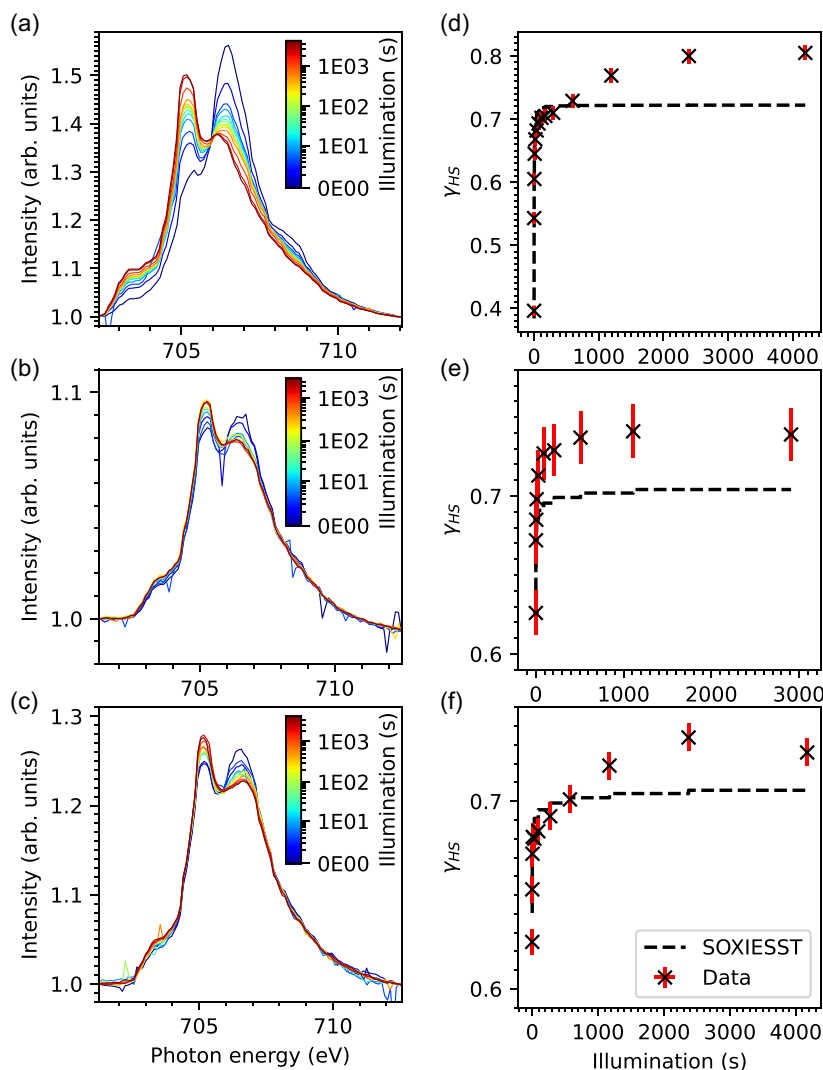 (a)
Intensity (arb. units)
1.5
1.4
1.3
1.2
1.1
1.0
705
710
1E03
1E02
1E01
0E00
Illumination (s)
(d)
γHS
0.8
0.7
0.6
0.5
0.4
0
1000
2000
3000
4000
(b)
Intensity (arb. units)
1.1
1.0
705
710
1E03
1E02
1E01
0E00
Illumination (s)
(e)
γHS
0.7
0.6
0
1000
2000
3000
(c)
Intensity (arb. units)
1.3
1.2
1.1
1.0
705
710
Photon energy (eV)
1E03
1E02
1E01
0E00
Illumination (s)
(f)
γHS
0.7
0.6
0
1000
2000
3000
4000
Illumination (s)
SOXIESST
Data